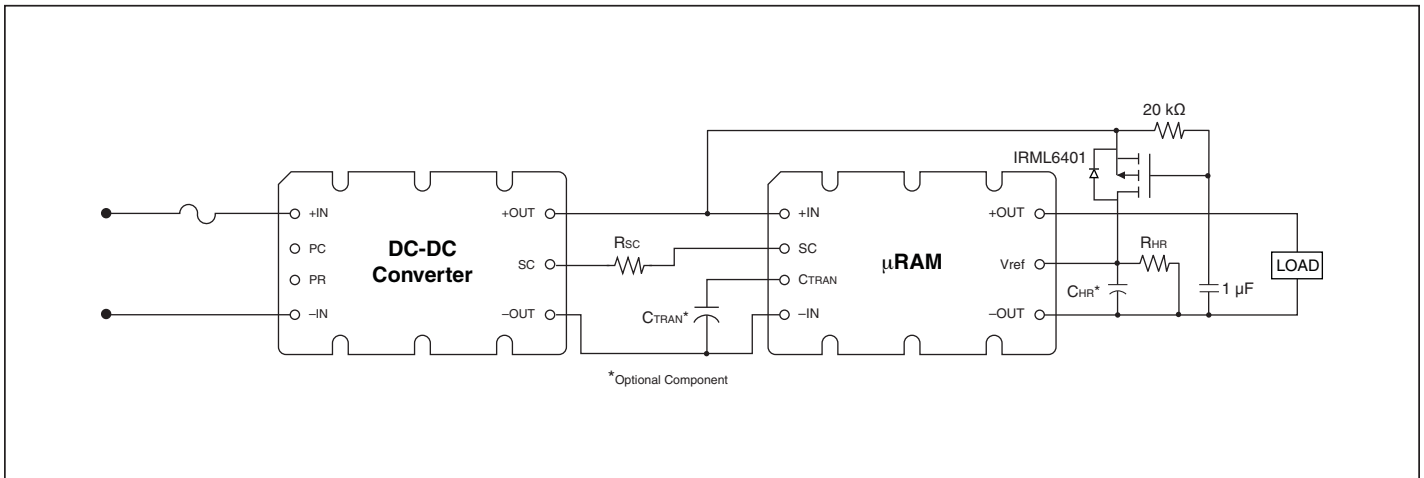 20 kΩ
IRML6401
+IN
PC
PR
–IN
DC-DC
Converter
+OUT
SC
–OUT
RSC
CTRAN*
*Optional Component
+IN
SC
CTRAN
–IN
µRAM
+OUT
Vref
–OUT
RHR
CHR*
1 µF
LOAD